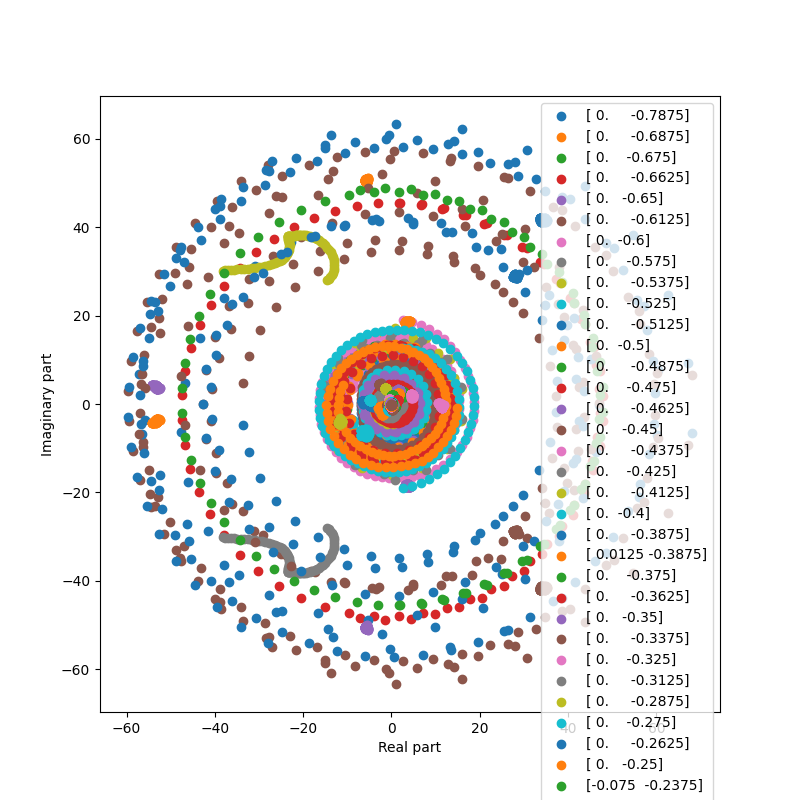 60
40
20
0
−20
−40
−60
−60
−40
−20
0
20
40
60
Real part
Imaginary part
[ 0. -0.7875]
[ 0. -0.6875]
[ 0. -0.675]
[ 0. -0.6625]
[ 0. -0.65]
[ 0. -0.6125]
[ 0. -0.6]
[ 0. -0.575]
[ 0. -0.5375]
[ 0. -0.525]
[ 0. -0.5125]
[ 0. -0.5]
[ 0. -0.4875]
[ 0. -0.475]
[ 0. -0.4625]
[ 0. -0.45]
[ 0. -0.4375]
[ 0. -0.425]
[ 0. -0.4125]
[ 0. -0.4]
[ 0. -0.3875]
[ 0.0125 -0.3875]
[ 0. -0.375]
[ 0. -0.3625]
[ 0. -0.35]
[ 0. -0.3375]
[ 0. -0.325]
[ 0. -0.3125]
[ 0. -0.2875]
[ 0. -0.275]
[ 0. -0.2625]
[ 0. -0.25]
[-0.075 -0.2375]